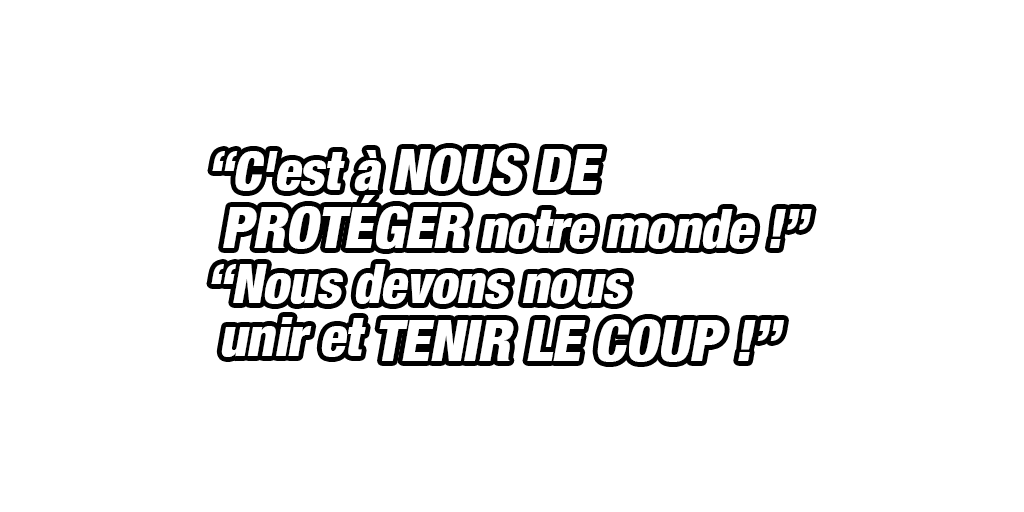 “C'est à NOUS DE
PROTÉGER notre monde !”
“Nous devons nous
unir et TENIR LE COUP !”